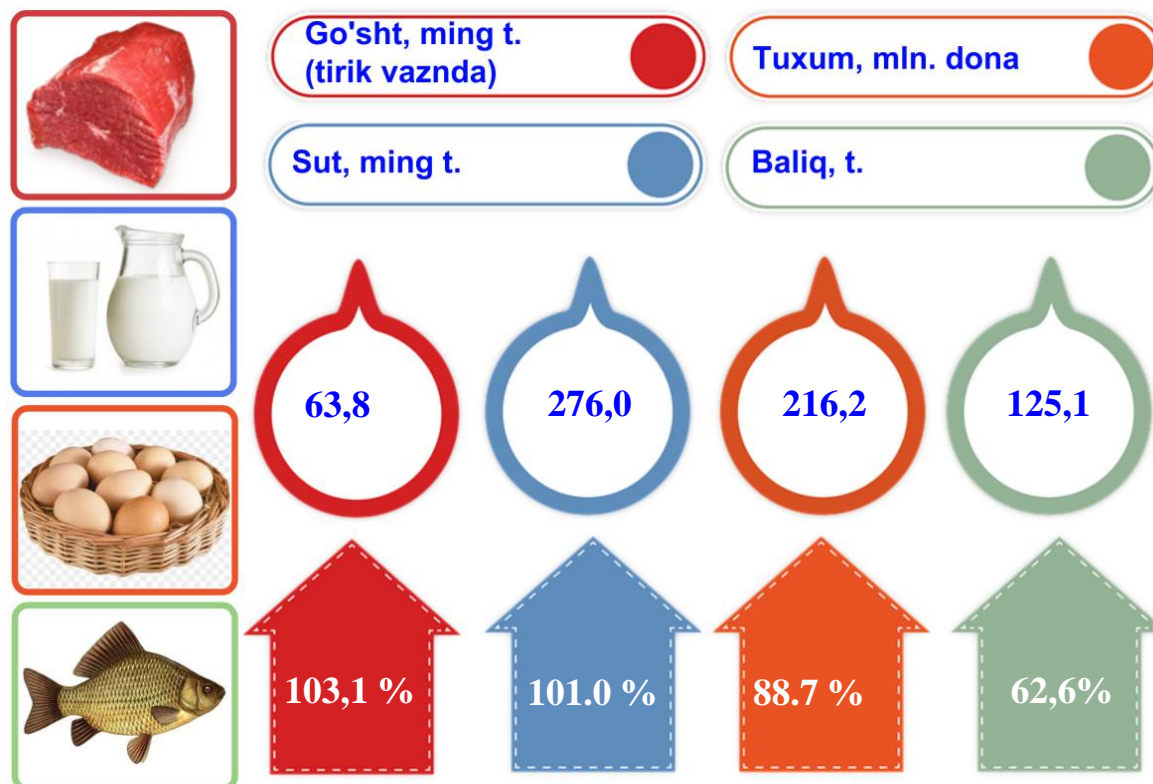 Go'sht, ming t.
(tirik vaznda)
Tuxum, mln. dona
Sut, ming t.
Baliq, t.
63,8
276,0
216,2
125,1
103,1 %
101.0 %
88.7 %
62,6%